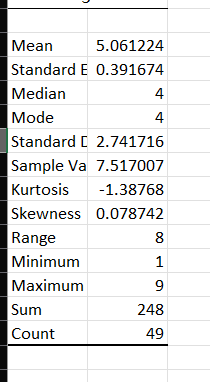 Mean 5.061224
Standard E 0.391674
Median 4
Mode 4
Standard D 2.741716
Sample Va 7.517007
Kurtosis -1.38768
Skewness 0.078742
Range 8
Minimum 1
Maximum 9
Sum 248
Count 49